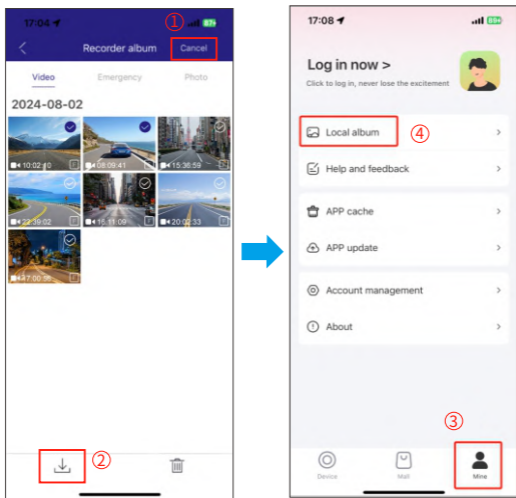 17:04
①
87
Recorder album
Cancel
Video
Emergency
Photo
2024-08-02
10:02:10
08:09:41
15:36:59
22:39:02
16:11:09
20:02:33
17:00:56
②
17:08
Log in now >
Click to log in, never lose the excitement
Local album
④
Help and feedback
APP cache
APP update
Account management
About
③
Device
Mall
Mine